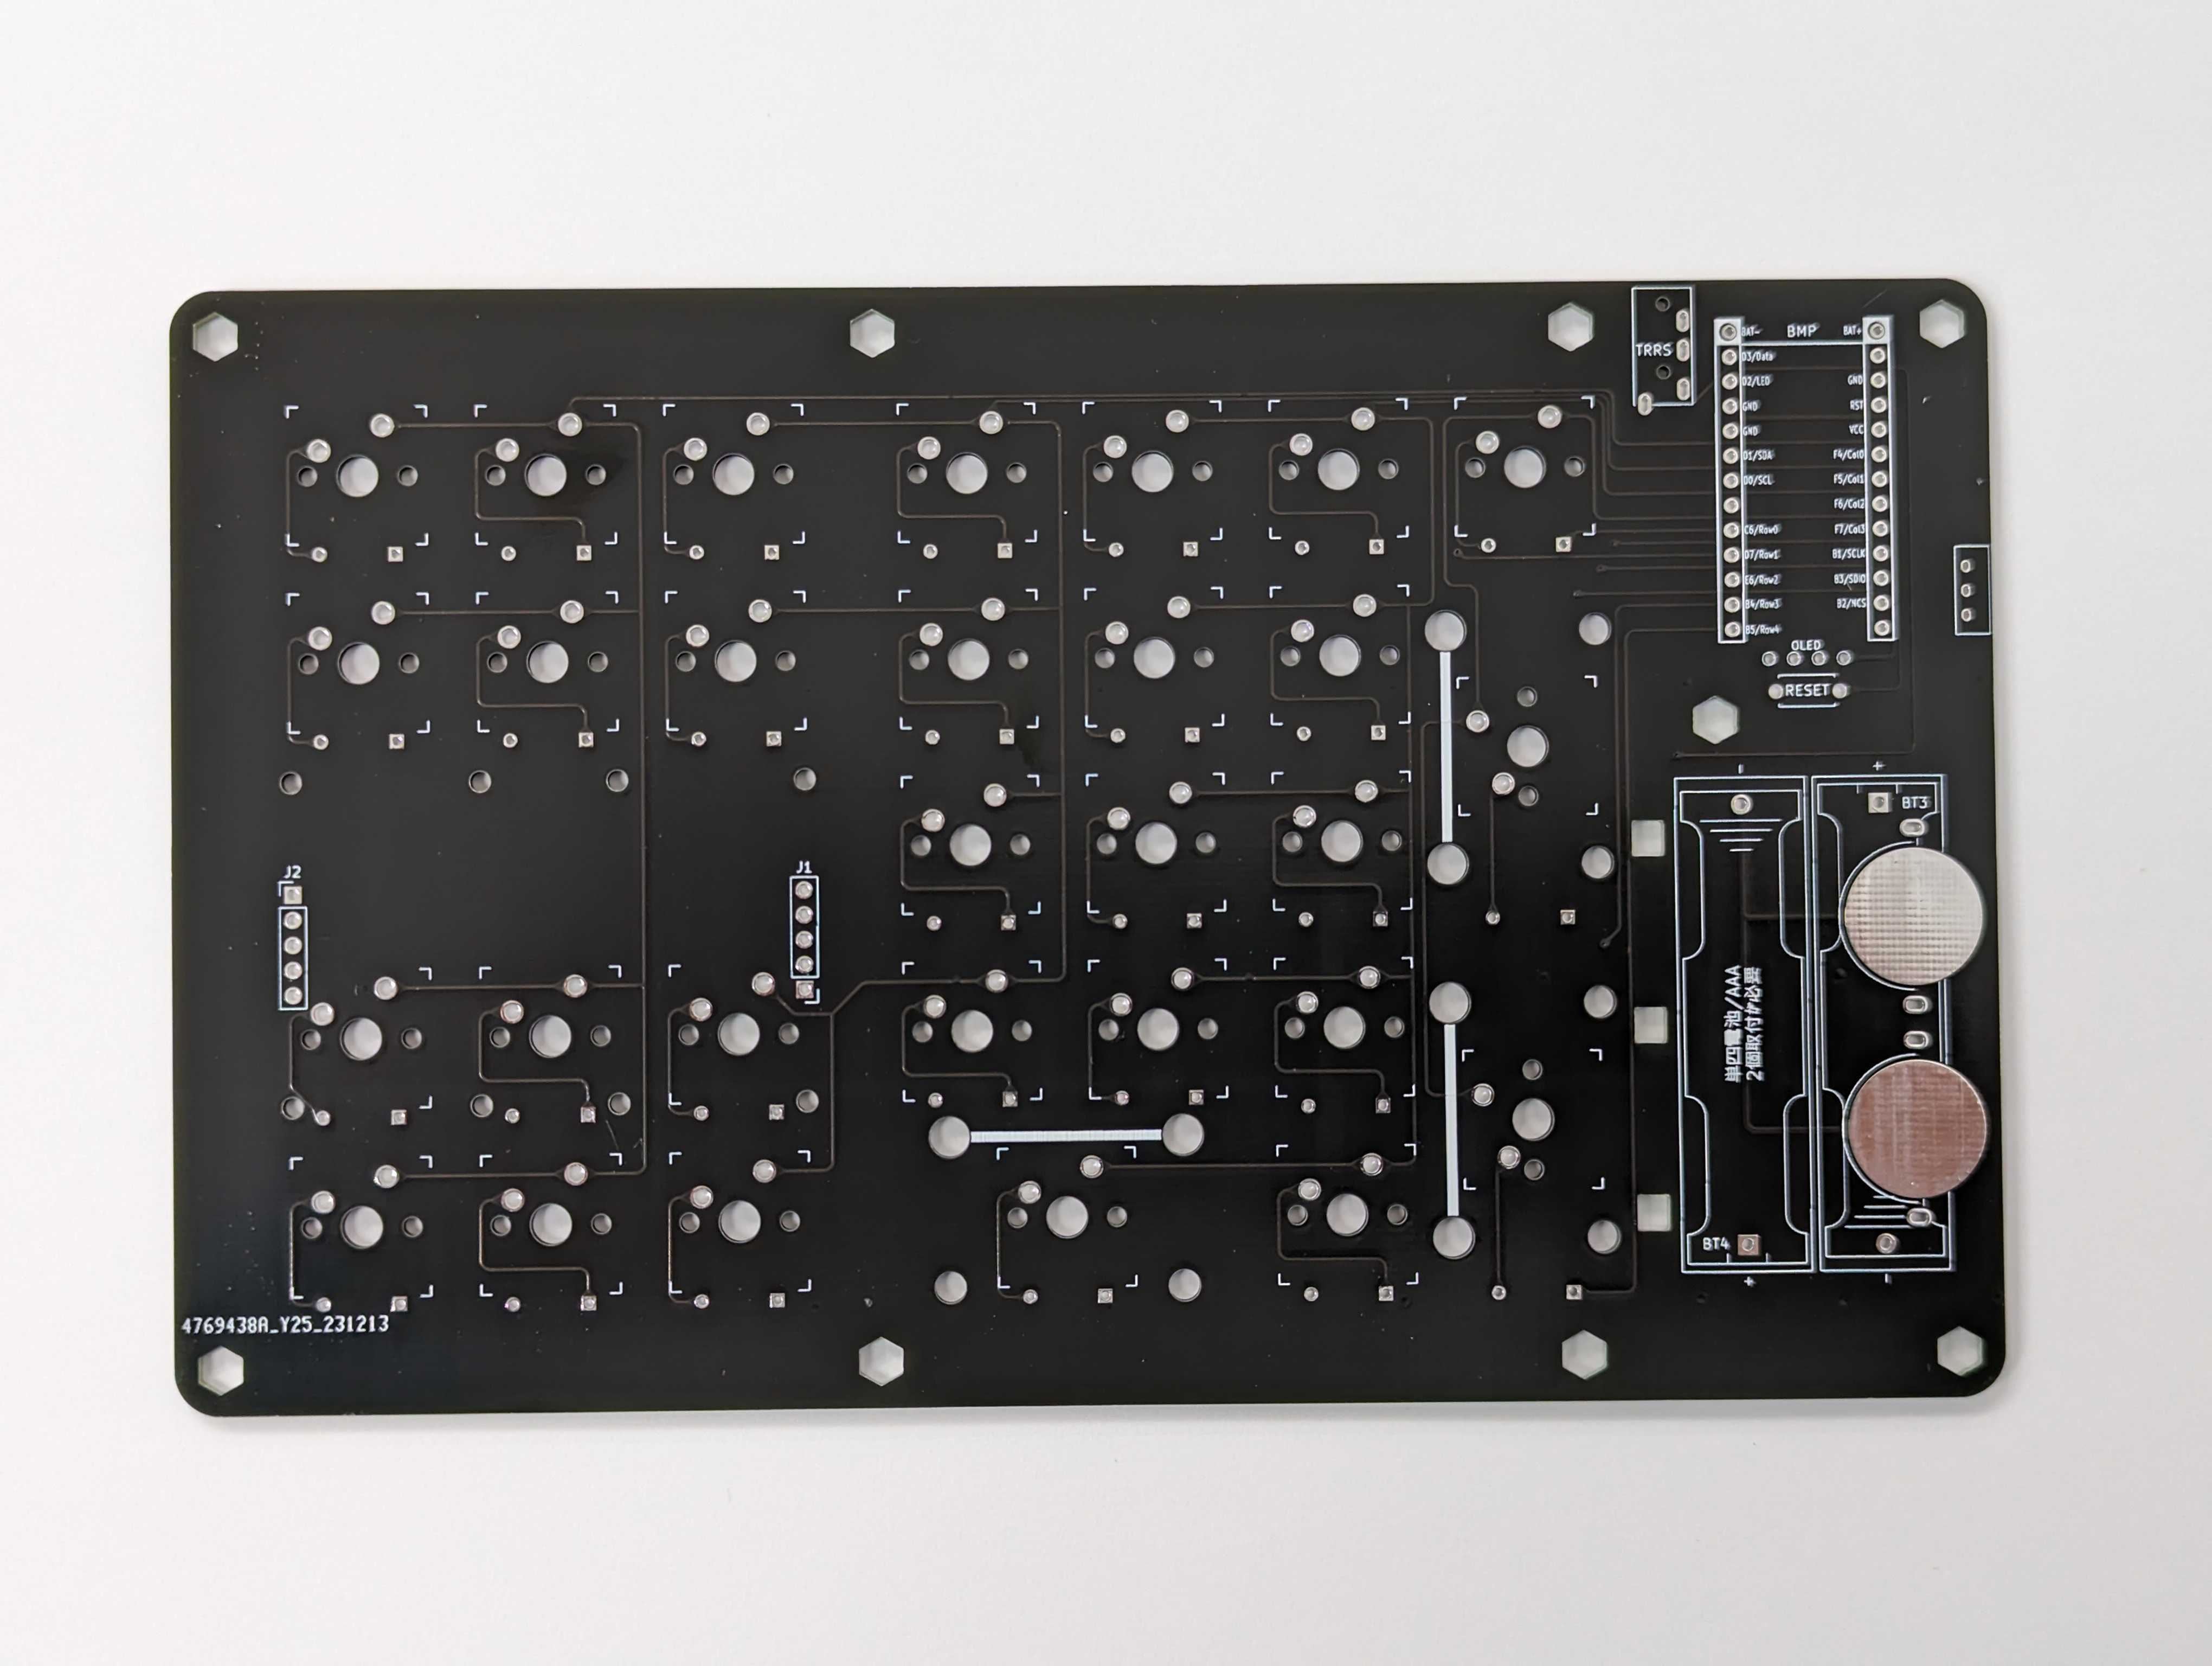 TRRS
BAT-
BMP
BAT+
D3/Data
D2/LED
GND
GND
RST
GND
VCC
D1/SDA
F4/Col0
D0/SCL
F5/Col1
F6/Col2
C6/Row0
F7/Col3
D7/Row1
B1/SCLK
E6/Row2
B3/SDIO
B4/Row3
B2/NCS
B5/Row4
OLED
RESET
-
+
BT3
J2
J1
単四電池/AAA
2個取付け必要
BT4
+
-
4769438A_Y25_231213